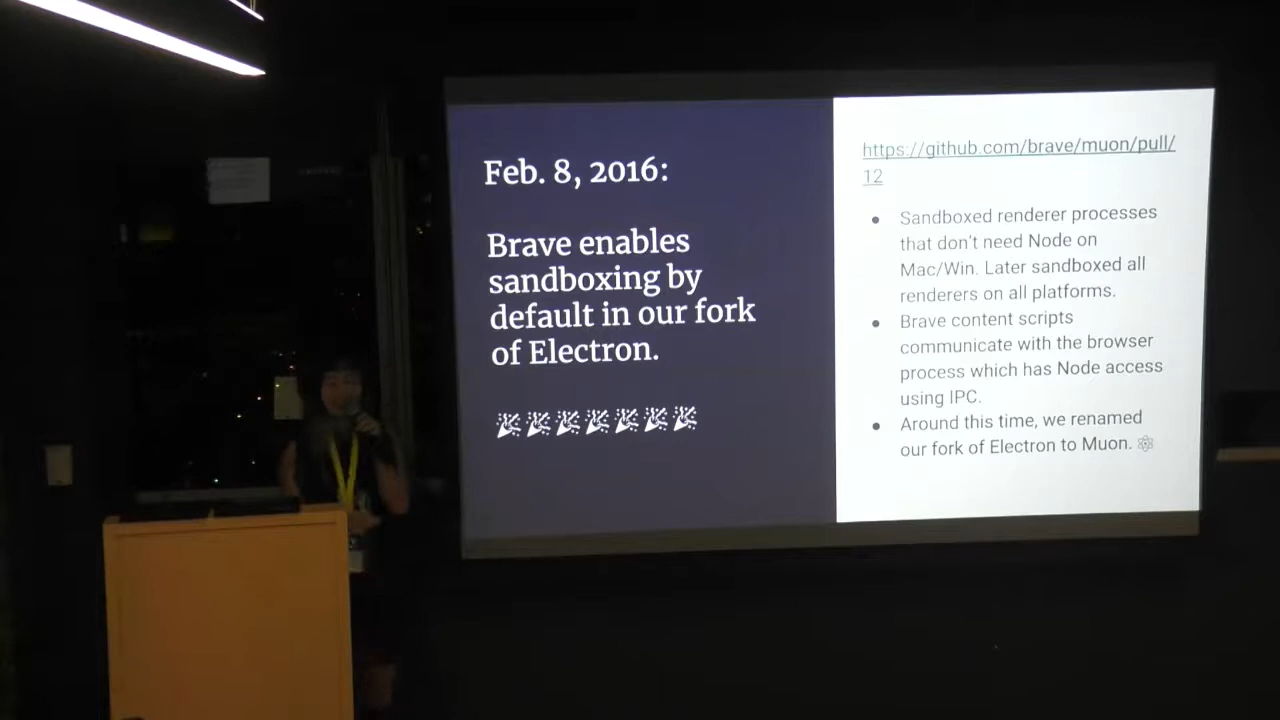 Feb. 8, 2016:
Brave enables
sandboxing by
default in our fork
of Electron.
🎉🎉🎉🎉🎉🎉🎉
https://github.com/brave/muon/pull/
12
● Sandboxed renderer processes
that don't need Node on
Mac/Win. Later sandboxed all
renderers on all platforms.
● Brave content scripts
communicate with the browser
process which has Node access
using IPC.
● Around this time, we renamed
our fork of Electron to Muon. ⚛